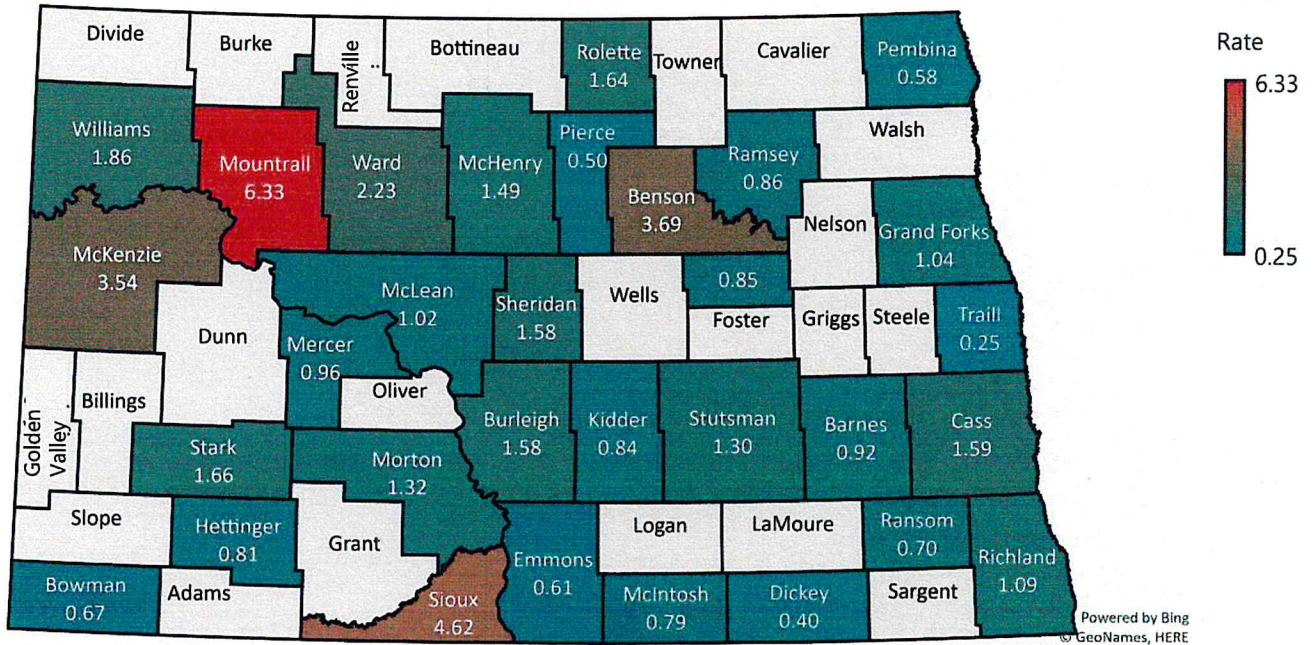 Divide
Burke
Renville
Bottineau
Rolette
1.64
Towner
Cavalier
Pembina
0.58
Rate
6.33
0.25
Williams
1.86
Mountrail
6.33
Ward
2.23
McHenry
1.49
Pierce
0.50
Benson
3.69
Ramsey
0.86
Walsh
Nelson
Grand Forks
1.04
McKenzie
3.54
Dunn
McLean
1.02
Sheridan
1.58
Wells
0.85
Foster
Griggs
Steele
Traill
0.25
Mercer
0.96
Oliver
Golden
Valley
Billings
Stark
1.66
Morton
1.32
Burleigh
1.58
Kidder
0.84
Stutsman
1.30
Barnes
0.92
Cass
1.59
Slope
Hettinger
0.81
Grant
Emmons
0.61
Logan
LaMoure
Ransom
0.70
Richland
1.09
Bowman
0.67
Adams
Sioux
4.62
McIntosh
0.79
Dickey
0.40
Sargent
Powered by Bing
© GeoNames, HERE